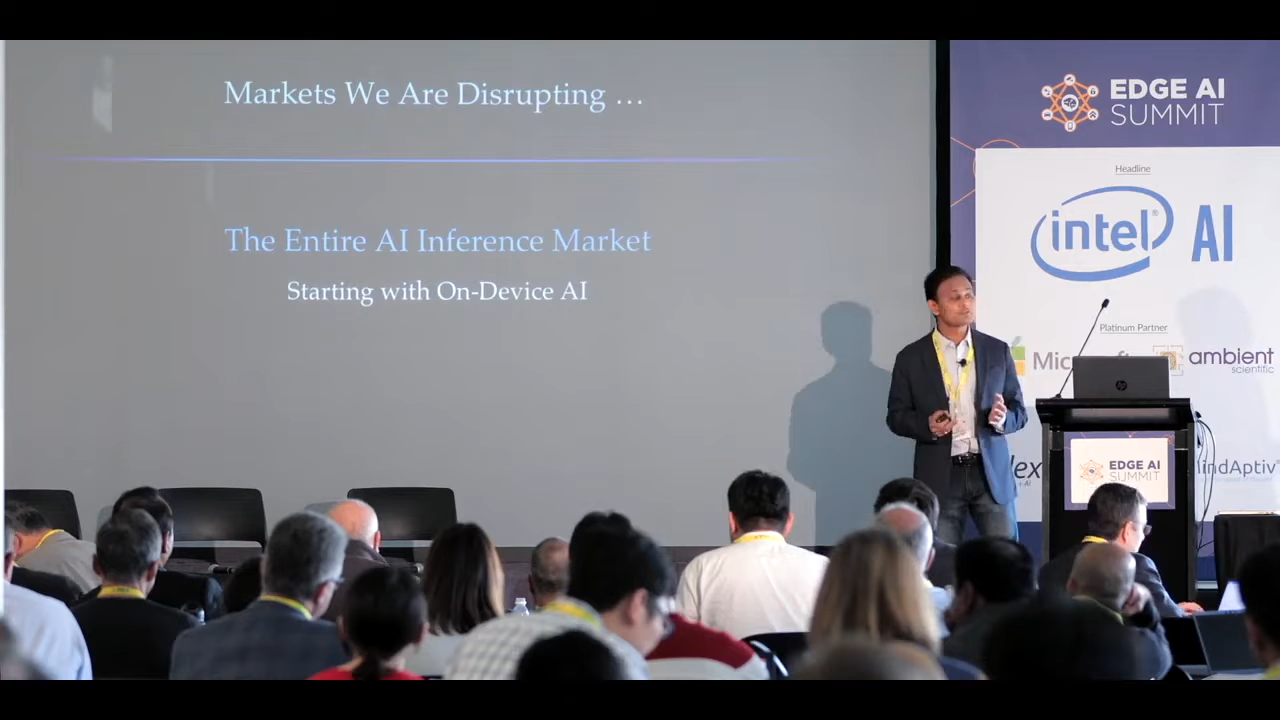 Markets We Are Disrupting …
The Entire AI Inference Market
Starting with On-Device AI
EDGE AI
SUMMIT
Headline
intel® AI
Platinum Partner
ambient
scientific
EDGE AI
SUMMIT
hp